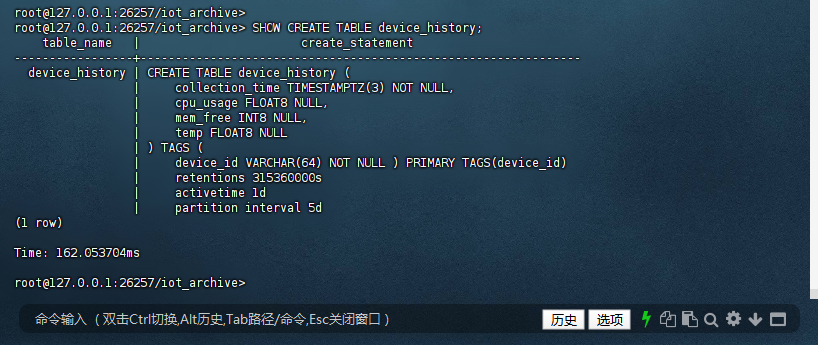 root@127.0.0.1:26257/iot_archive>
root@127.0.0.1:26257/iot_archive> SHOW CREATE TABLE device_history;
table_name | create_statement
-----------------+----------------------------------------------------------------
device_history | CREATE TABLE device_history (
| collection_time TIMESTAMPTZ(3) NOT NULL,
| cpu_usage FLOAT8 NULL,
| mem_free INT8 NULL,
| temp FLOAT8 NULL
| ) TAGS (
| device_id VARCHAR(64) NOT NULL ) PRIMARY TAGS(device_id)
| retentions 315360000s
| activetime 1d
| partition interval 5d
(1 row)
Time: 162.053704ms
root@127.0.0.1:26257/iot_archive>
命令输入 ( 双击Ctrl切换,Alt历史,Tab路径/命令,Esc关闭窗口 ) 历史 选项